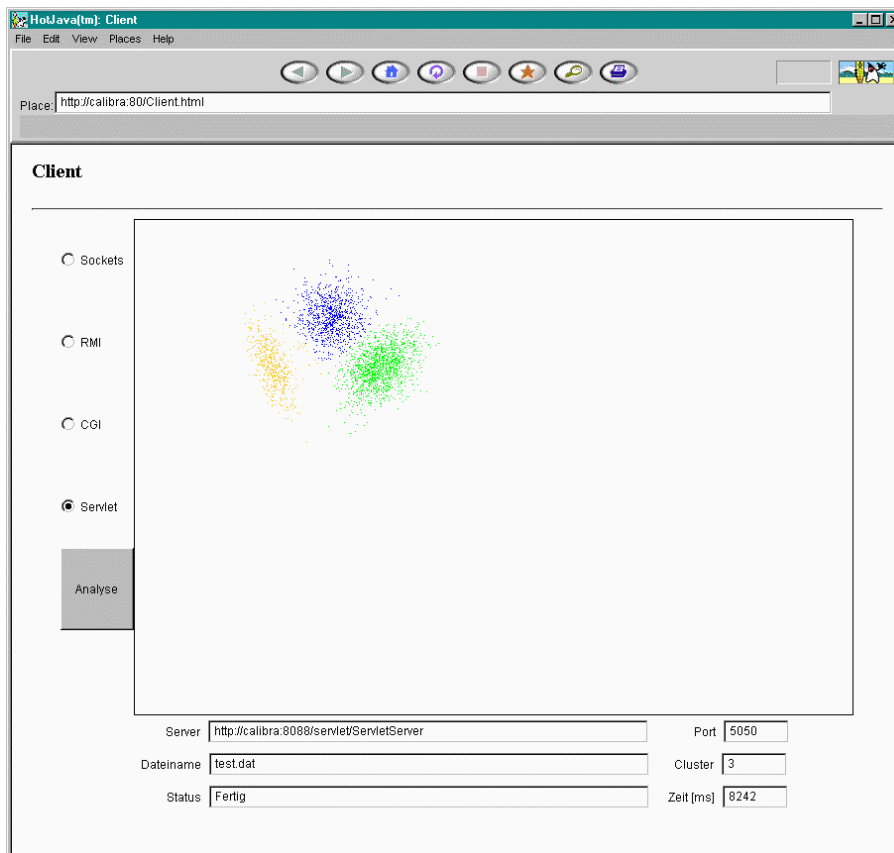 HotJava(tm): Client
File Edit View Places Help
Place: http://calibra:80/Client.html
Client
Sockets
RMI
CGI
Servlet
Analyse
Server http://calibra:8088/servlet/ServletServer Port 5050
Dateiname test.dat Cluster 3
Status Fertig Zeit [ms] 8242